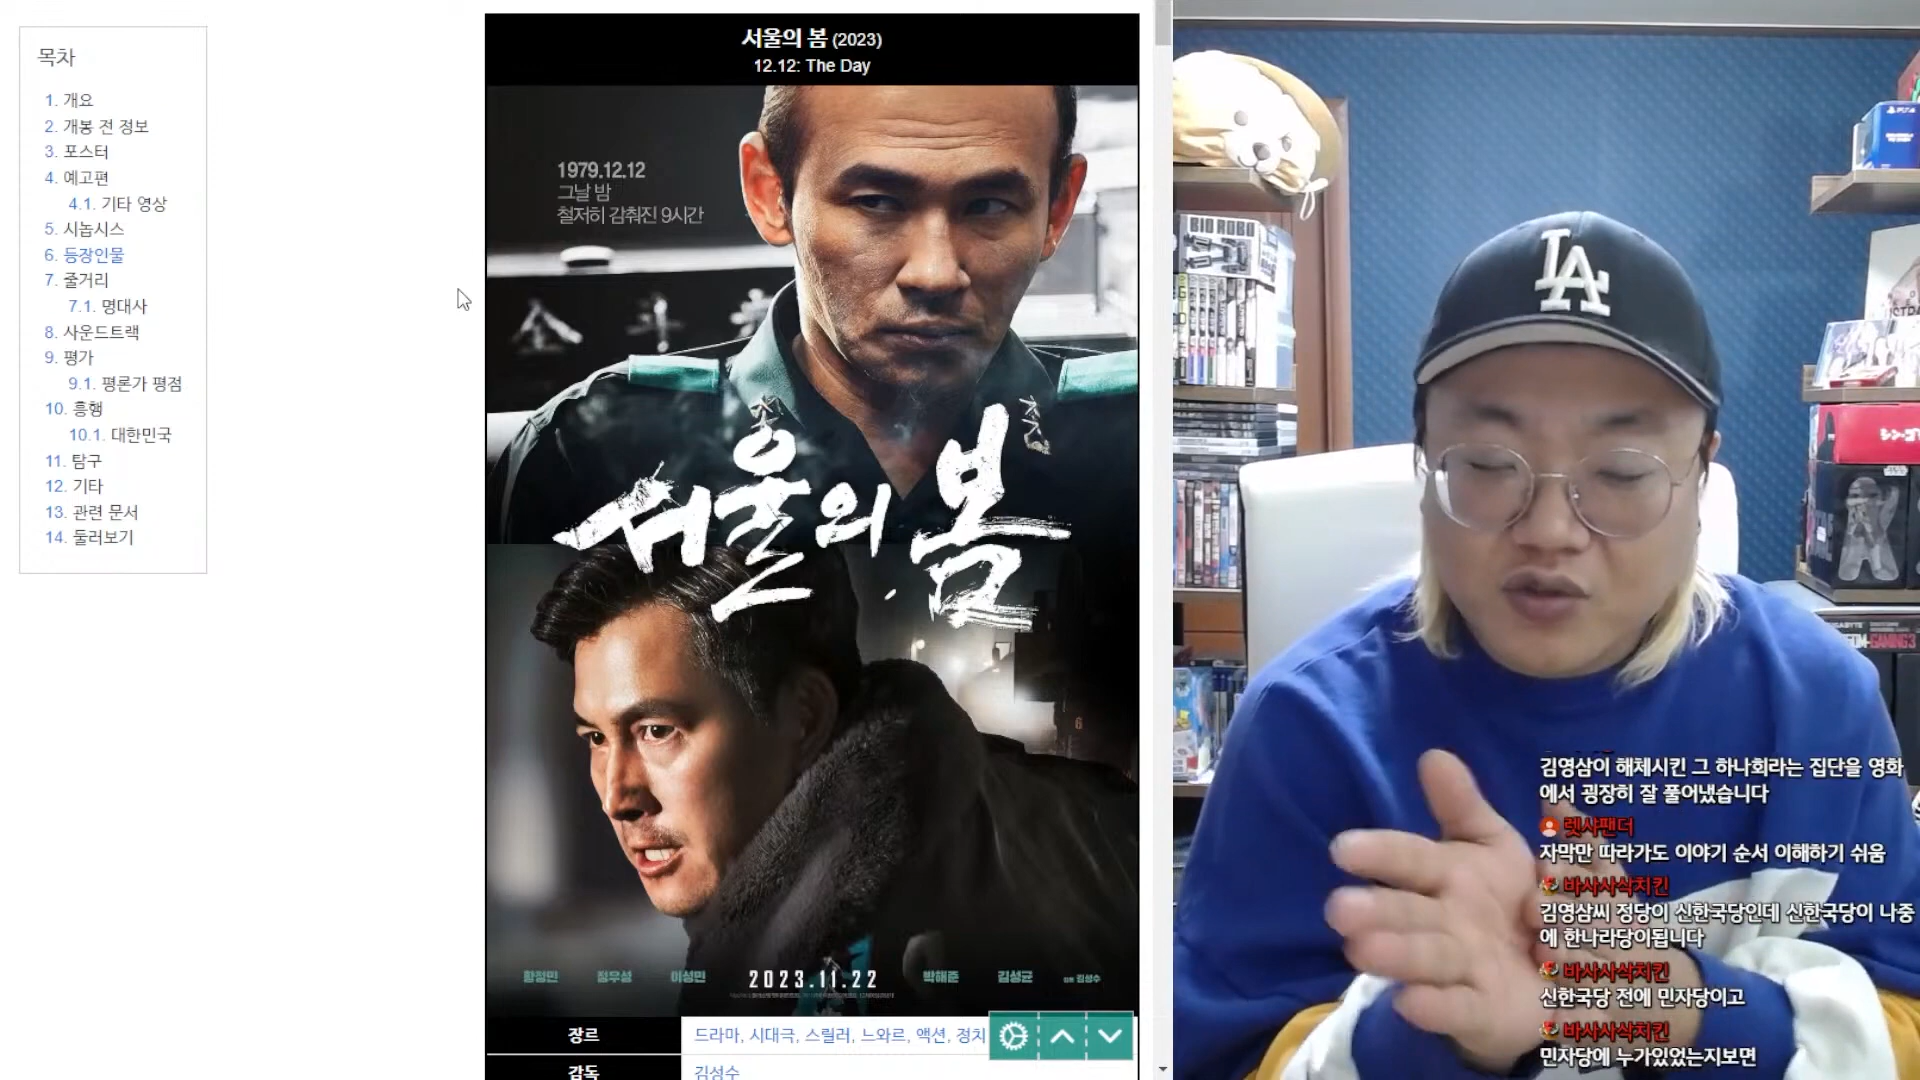 목차
1. 개요
2. 개봉 전 정보
3. 포스터
4. 예고편
4.1. 기타 영상
5. 시놉시스
6. 등장인물
7. 줄거리
7.1. 명대사
8. 사운드트랙
9. 평가
9.1. 평론가 평점
10. 흥행
10.1. 대한민국
11. 탐구
12. 기타
13. 관련 문서
14. 둘러보기
서울의 봄 (2023)
12.12: The Day
1979.12.12
그날 밤
철저히 감춰진 9시간
서울의 봄
황정민 정우성 이성민 2023.11.22 박해준 김성균 김성수
장르 드라마, 시대극, 스릴러, 느와르, 액션, 정치
감독 김성수
BIO ROBO
LA
김영삼이 해체시킨 그 하나회라는 집단을 영화
에서 굉장히 잘 풀어냈습니다
렛샤팬더
자막만 따라가도 이야기 순서 이해하기 쉬움
바사사삭치킨
김영삼씨 정당이 신한국당인데 신한국당이 나중
에 한나라당이됩니다
바사사삭치킨
신한국당 전에 민자당이고
바사사삭치킨
민자당에 누가있었는지보면